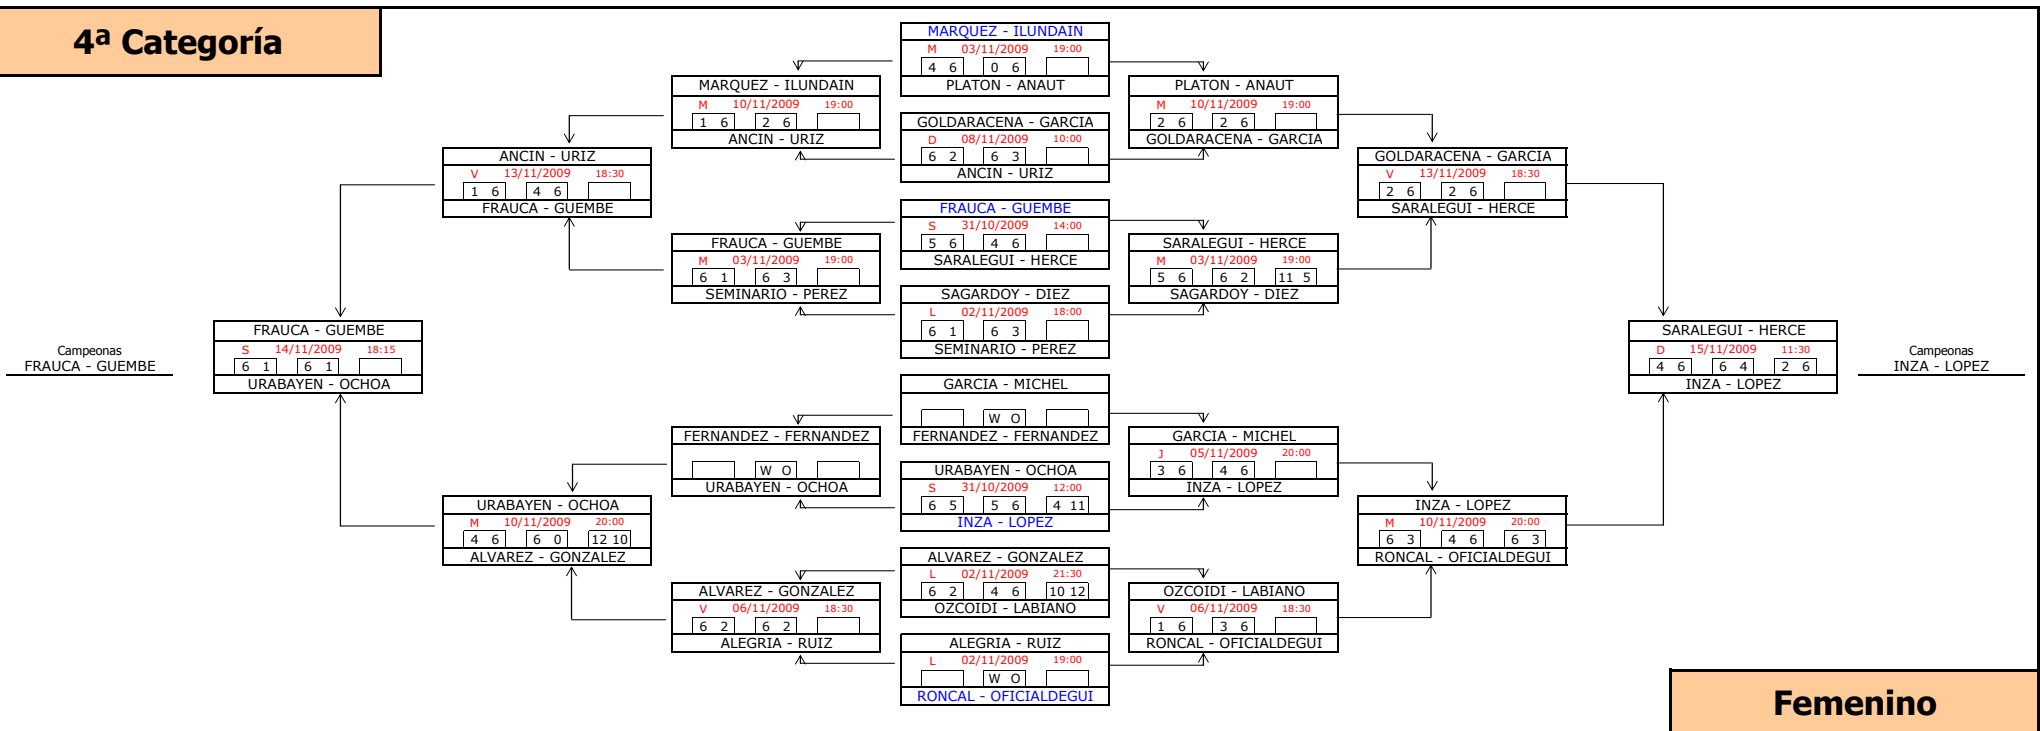 4ª Categoría
MARQUEZ - ILUNDAIN
M 03/11/2009 19:00
4 6 0 6
PLATON - ANAUT
GOLDARACENA - GARCIA
D 08/11/2009 10:00
6 2 6 3
ANCIN - URIZ
FRAUCA - GUEMBE
S 31/10/2009 14:00
5 6 4 6
SARALEGUI - HERCE
SAGARDOY - DIEZ
L 02/11/2009 18:00
6 1 6 3
SEMINARIO - PEREZ
GARCIA - MICHEL
W O
FERNANDEZ - FERNANDEZ
URABAYEN - OCHOA
S 31/10/2009 12:00
6 5 5 6 4 11
INZA - LOPEZ
ALVAREZ - GONZALEZ
L 02/11/2009 21:30
6 2 4 6 10 12
OZCOIDI - LABIANO
ALEGRIA - RUIZ
L 02/11/2009 19:00
W O
RONCAL - OFICIALDEGUI
MARQUEZ - ILUNDAIN
M 10/11/2009 19:00
1 6 2 6
ANCIN - URIZ
FRAUCA - GUEMBE
M 03/11/2009 19:00
6 1 6 3
SEMINARIO - PEREZ
FERNANDEZ - FERNANDEZ
W O
URABAYEN - OCHOA
ALVAREZ - GONZALEZ
V 06/11/2009 18:30
6 2 6 2
ALEGRIA - RUIZ
ANCIN - URIZ
V 13/11/2009 18:30
1 6 4 6
FRAUCA - GUEMBE
URABAYEN - OCHOA
M 10/11/2009 20:00
4 6 6 0 12 10
ALVAREZ - GONZALEZ
FRAUCA - GUEMBE
S 14/11/2009 18:15
6 1 6 1
URABAYEN - OCHOA
Campeonas
FRAUCA - GUEMBE
PLATON - ANAUT
M 10/11/2009 19:00
2 6 2 6
GOLDARACENA - GARCIA
SARALEGUI - HERCE
M 03/11/2009 19:00
5 6 6 2 11 5
SAGARDOY - DIEZ
GARCIA - MICHEL
J 05/11/2009 20:00
3 6 4 6
INZA - LOPEZ
OZCOIDI - LABIANO
V 06/11/2009 18:30
1 6 3 6
RONCAL - OFICIALDEGUI
GOLDARACENA - GARCIA
V 13/11/2009 18:30
2 6 2 6
SARALEGUI - HERCE
INZA - LOPEZ
M 10/11/2009 20:00
6 3 4 6 6 3
RONCAL - OFICIALDEGUI
SARALEGUI - HERCE
D 15/11/2009 11:30
4 6 6 4 2 6
INZA - LOPEZ
Campeonas
INZA - LOPEZ
Femenino